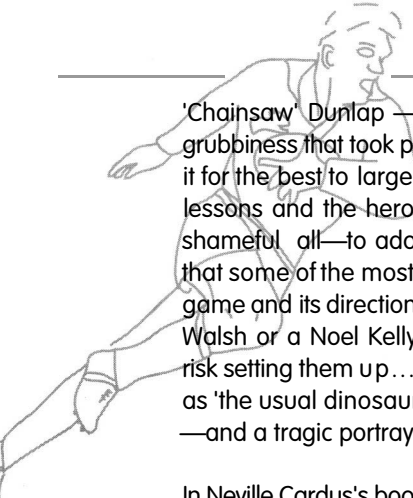 'Chainsaw' Dunlap —
grubbiness that took p
it for the best to large
lessons and the hero
shameful all—to ado
that some of the most
game and its direction
Walsh or a Noel Kelly
risk setting them up...
as 'the usual dinosau
—and a tragic portray
In Neville Cardus's boo